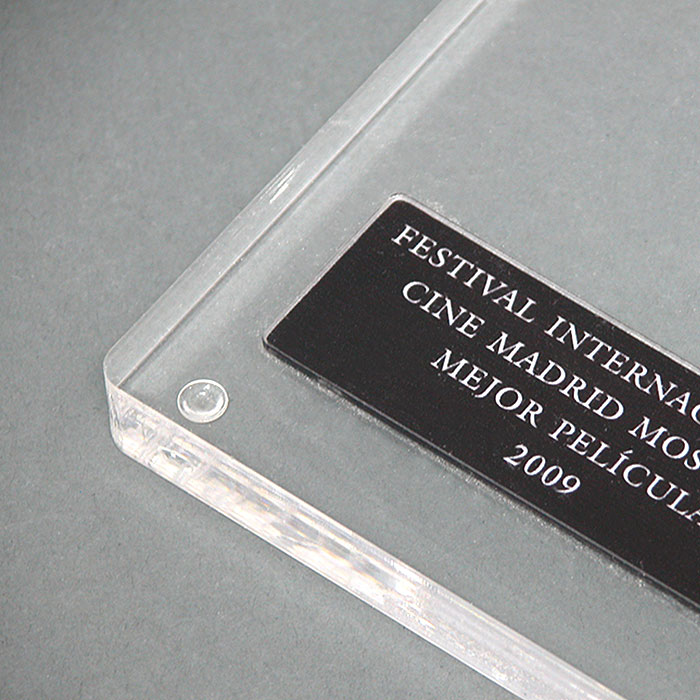 FESTIVAL INTERNAC
CINE MADRID MOS
MEJOR PELÍCULA
2009